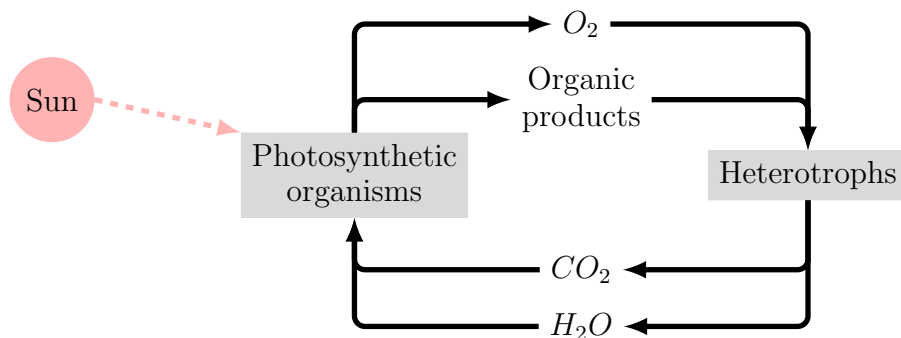 O₂
Sun
Organic
products
Photosynthetic
organisms
Heterotrophs
CO₂
H₂O